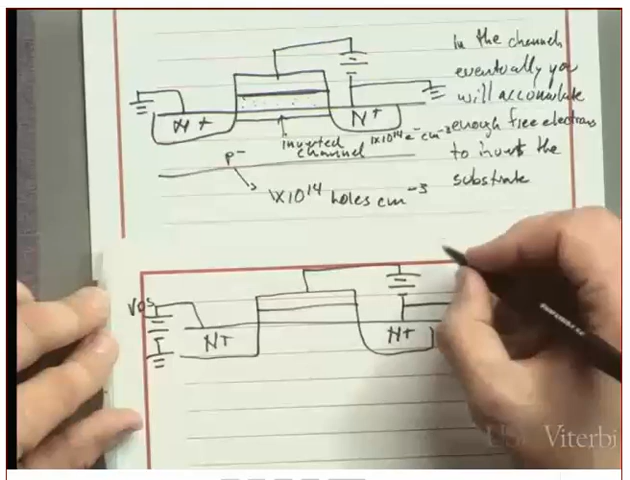 In the channel
eventually you
will accumulate
enough free electrons
to invert the
substrate
N+
N+
inverted
channel
1x10^14 e- cm^-3
p-
1x10^14 holes cm^-3
VDS
N+
N+
USC Viterbi